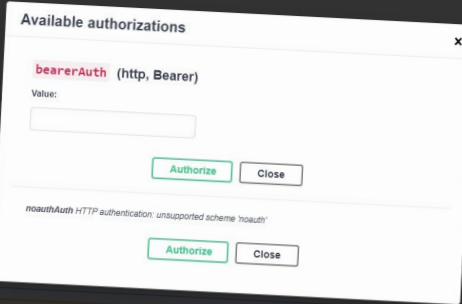 Available authorizations
x
bearerAuth (http, Bearer)
Value:
Authorize Close
noauthAuth HTTP authentication: unsupported scheme 'noauth'
Authorize Close